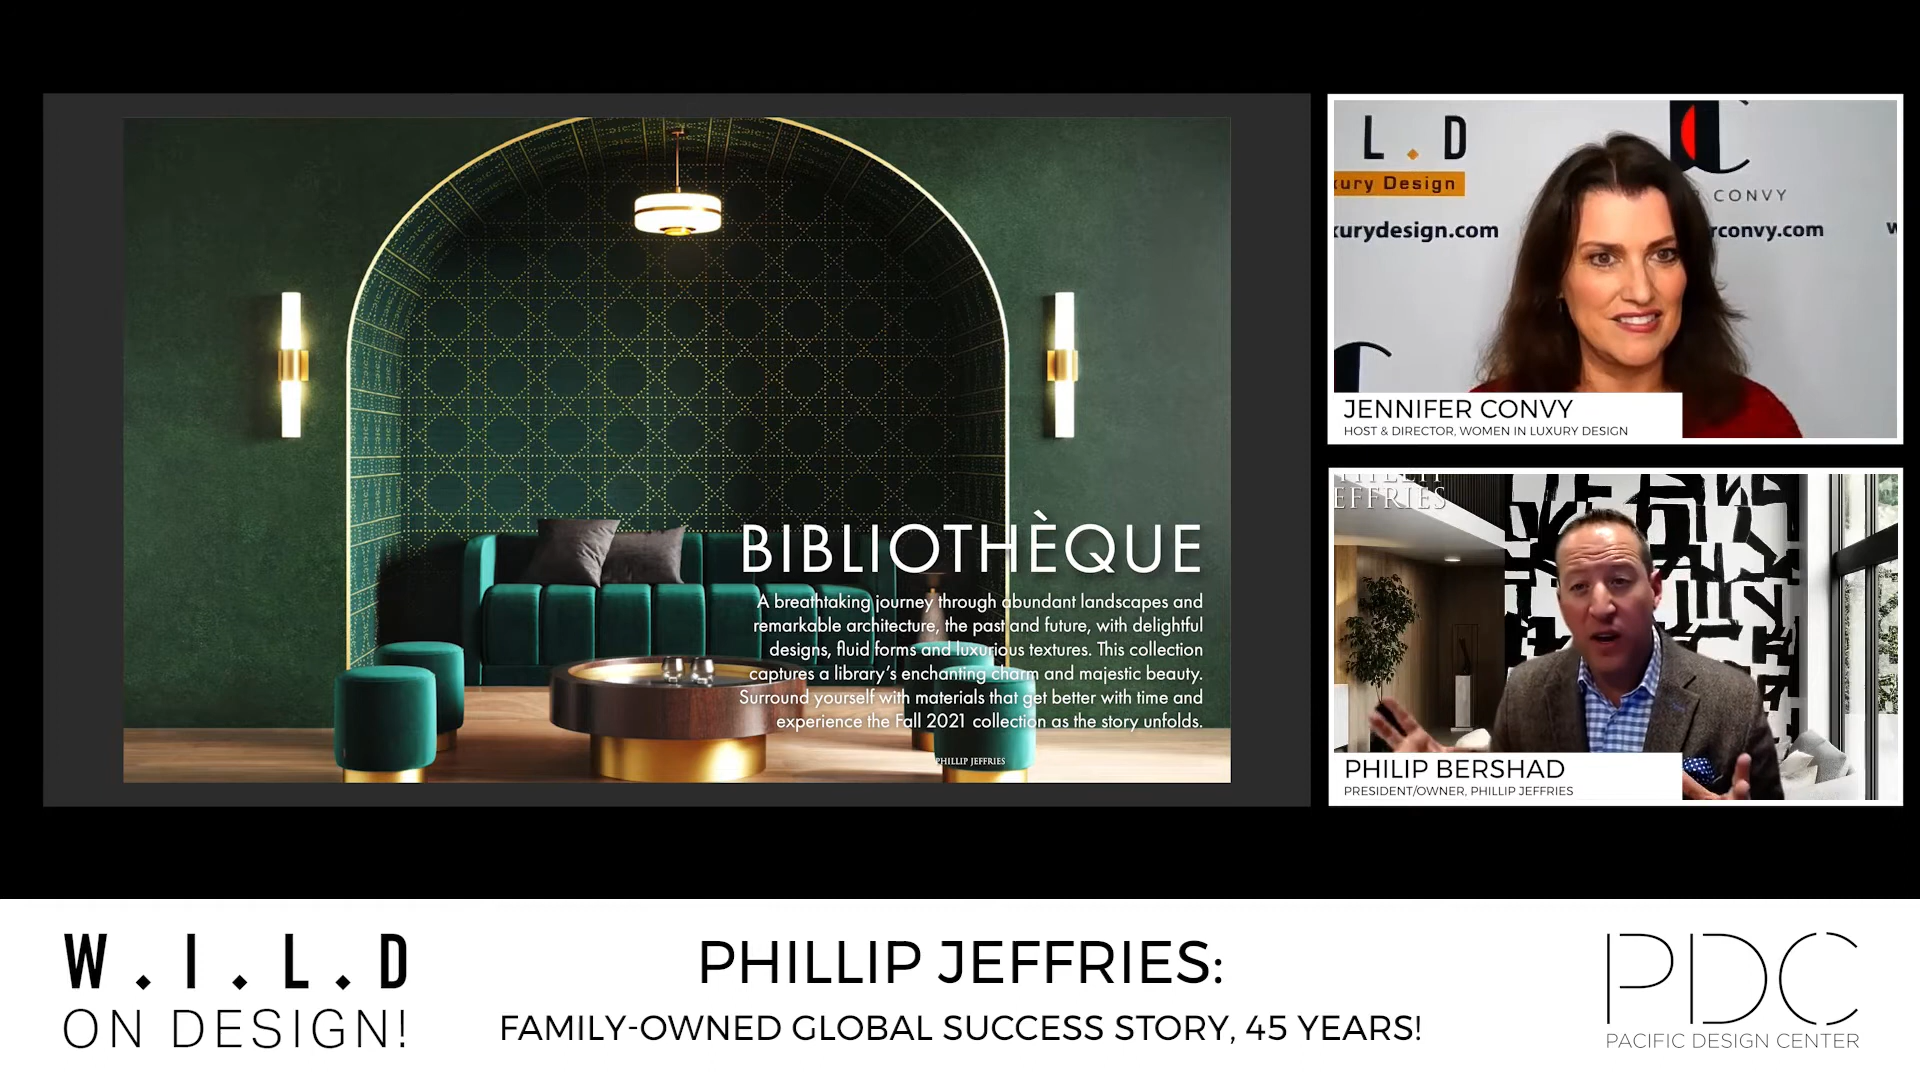 BIBLIOTHÈQUE
A breathtaking journey through abundant landscapes and
remarkable architecture, the past and future, with delightful
designs, fluid forms and luxurious textures. This collection
captures a library's enchanting charm and majestic beauty.
Surround yourself with materials that get better with time and
experience the Fall 2021 collection as the story unfolds.
PHILLIP JEFFRIES
L . D
xury Design
xurydesign.com
CONVY
rconvy.com
w
JENNIFER CONVY
HOST & DIRECTOR, WOMEN IN LUXURY DESIGN
EFFRIES
PHILIP BERSHAD
PRESIDENT/OWNER, PHILLIP JEFFRIES
W.I.L.D
ON DESIGN!
PHILLIP JEFFRIES:
FAMILY-OWNED GLOBAL SUCCESS STORY, 45 YEARS!
PDC
PACIFIC DESIGN CENTER